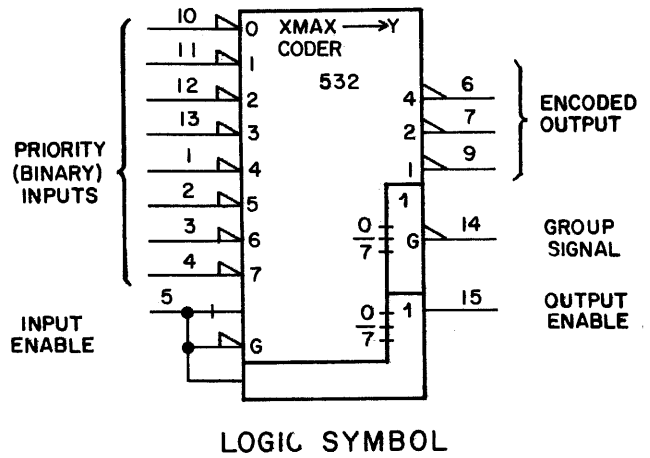 10
0
XMAX → Y
CODER
532
11
1
12
2
13
3
1
4
2
5
3
6
4
7
PRIORITY
(BINARY)
INPUTS
5
INPUT
ENABLE
G
4
6
2
7
1
9
ENCODED
OUTPUT
1
0
7
G
14
GROUP
SIGNAL
0
7
1
15
OUTPUT
ENABLE
LOGIC SYMBOL